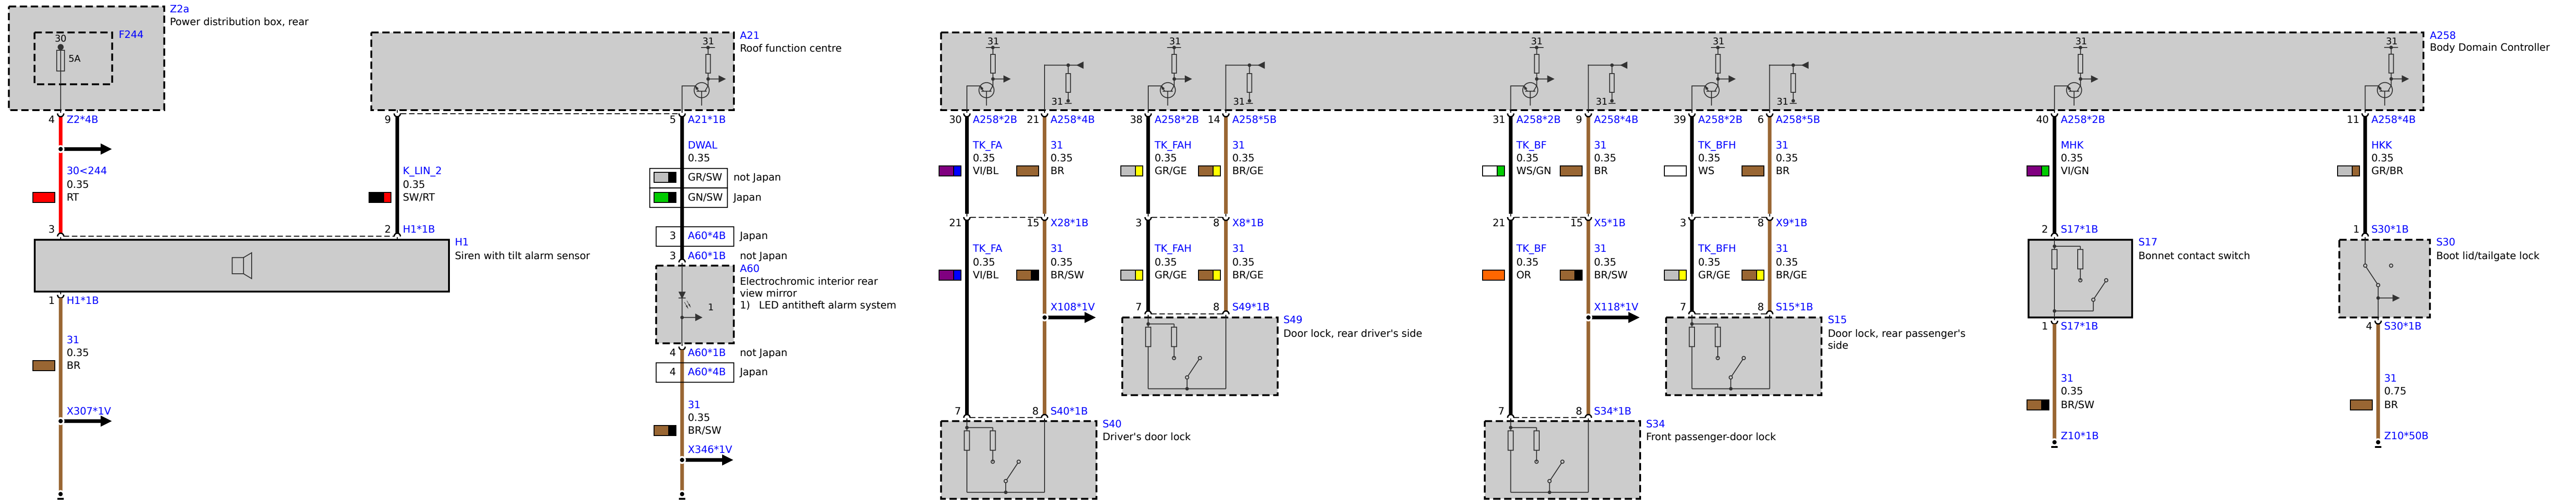 Z2a
Power distribution box, rear
F244
30
5A
4 Z2*4B
30<244
0.35
RT
3
A21
Roof function centre
31
9
5 A21*1B
K_LIN_2
0.35
SW/RT
2 H1*1B
DWAL
0.35
GR/SW not Japan
GN/SW Japan
3 A60*4B Japan
3 A60*1B not Japan
H1
Siren with tilt alarm sensor
1 H1*1B
31
0.35
BR
X307*1V
A60
Electrochromic interior rear
view mirror
1) LED antitheft alarm system
1
4 A60*1B not Japan
4 A60*4B Japan
31
0.35
BR/SW
X346*1V
A258
Body Domain Controller
31 31 31 31 31 31
31 31 31 31
30 A258*2B
21 A258*4B
38 A258*2B
14 A258*5B
31 A258*2B
9 A258*4B
39 A258*2B
6 A258*5B
40 A258*2B
11 A258*4B
TK_FA
0.35
VI/BL
31
0.35
BR
TK_FAH
0.35
GR/GE
31
0.35
BR/GE
TK_BF
0.35
WS/GN
31
0.35
BR
TK_BFH
0.35
WS
31
0.35
BR
MHK
0.35
VI/GN
HKK
0.35
GR/BR
21
15 X28*1B
3
8 X8*1B
21
15 X5*1B
3
8 X9*1B
2 S17*1B
1 S30*1B
TK_FA
0.35
VI/BL
31
0.35
BR/SW
X108*1V
TK_FAH
0.35
GR/GE
31
0.35
BR/GE
7
8 S49*1B
S49
Door lock, rear driver's side
TK_BF
0.35
OR
31
0.35
BR/SW
X118*1V
TK_BFH
0.35
GR/GE
31
0.35
BR/GE
7
8 S15*1B
S15
Door lock, rear passenger's
side
S17
Bonnet contact switch
S30
Boot lid/tailgate lock
1 S17*1B
4 S30*1B
31
0.35
BR/SW
Z10*1B
31
0.75
BR
Z10*50B
7
8 S40*1B
S40
Driver's door lock
7
8 S34*1B
S34
Front passenger-door lock